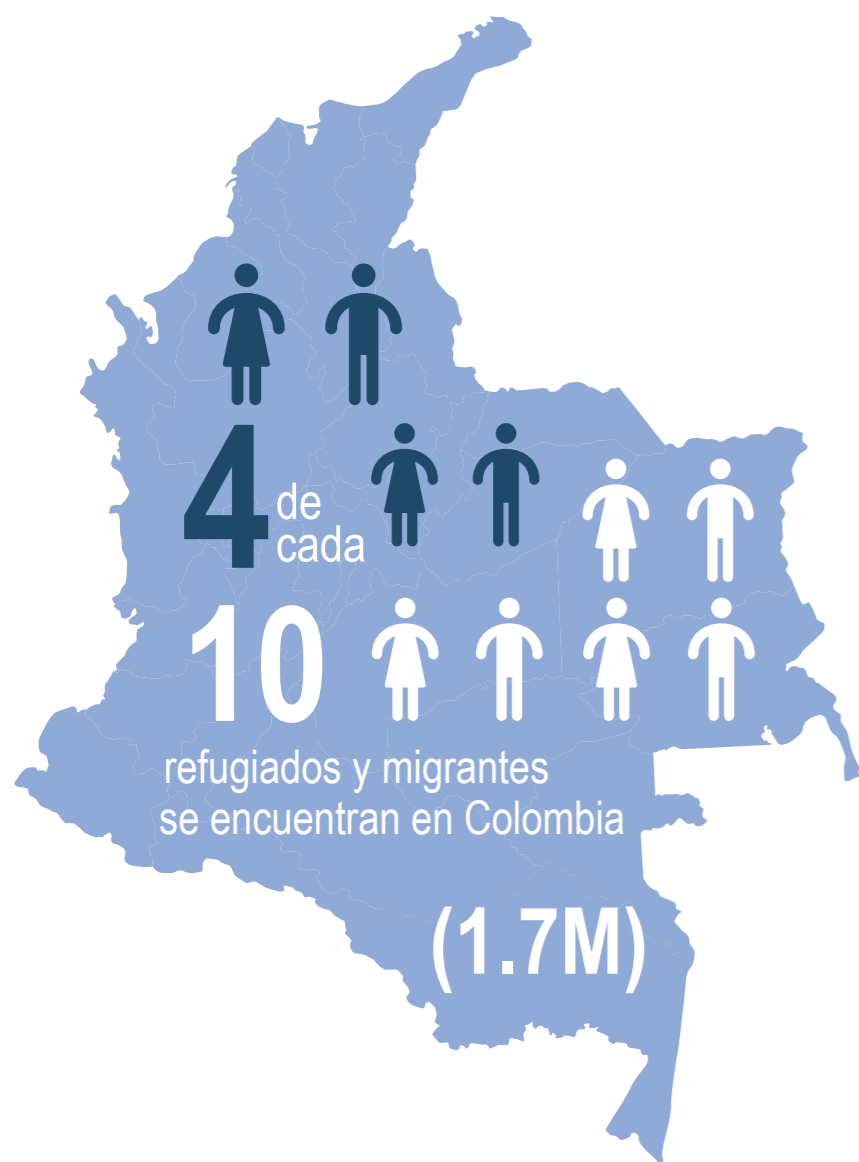 4 de
cada
10
refugiados y migrantes
se encuentran en Colombia
(1.7M)